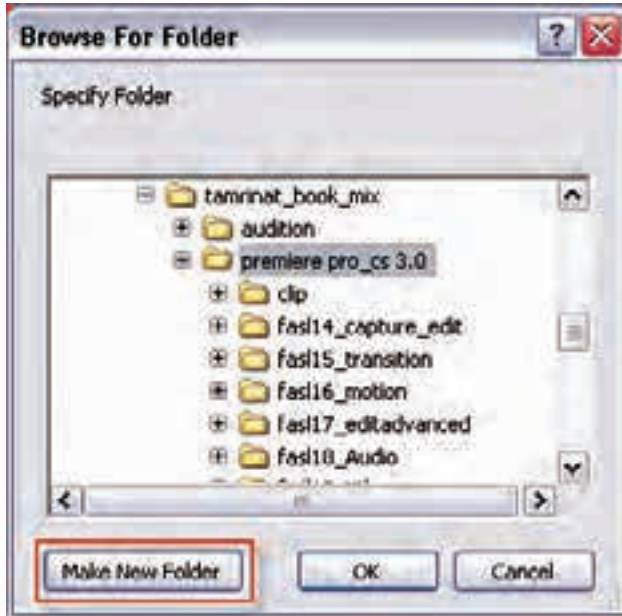 Browse For Folder
Specify Folder
tamrinat_book_mix
audition
premiere pro_cs 3.0
clip
fasl14_capture_edit
fasl15_transition
fasl16_motion
fasl17_editadvanced
fasl18_Audio
Make New Folder
OK
Cancel